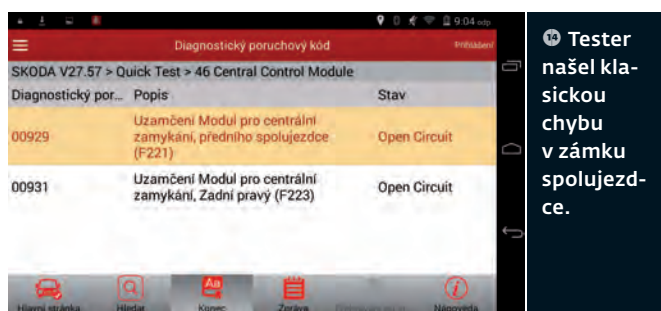 9:04 odp
Diagnostický poruchový kód
Přihlášení
SKODA V27.57 > Quick Test > 46 Central Control Module
Diagnostický por... Popis Stav
00929 Uzamčení Modul pro centrální zamykání, předního spolujezdce (F221) Open Circuit
00931 Uzamčení Modul pro centrální zamykání, Zadní pravý (F223) Open Circuit
Hlavní stránka Hledat Konec Zpráva Nápověda
14 Tester
našel kla-
sickou
chybu
v zámku
spolujezd-
ce.